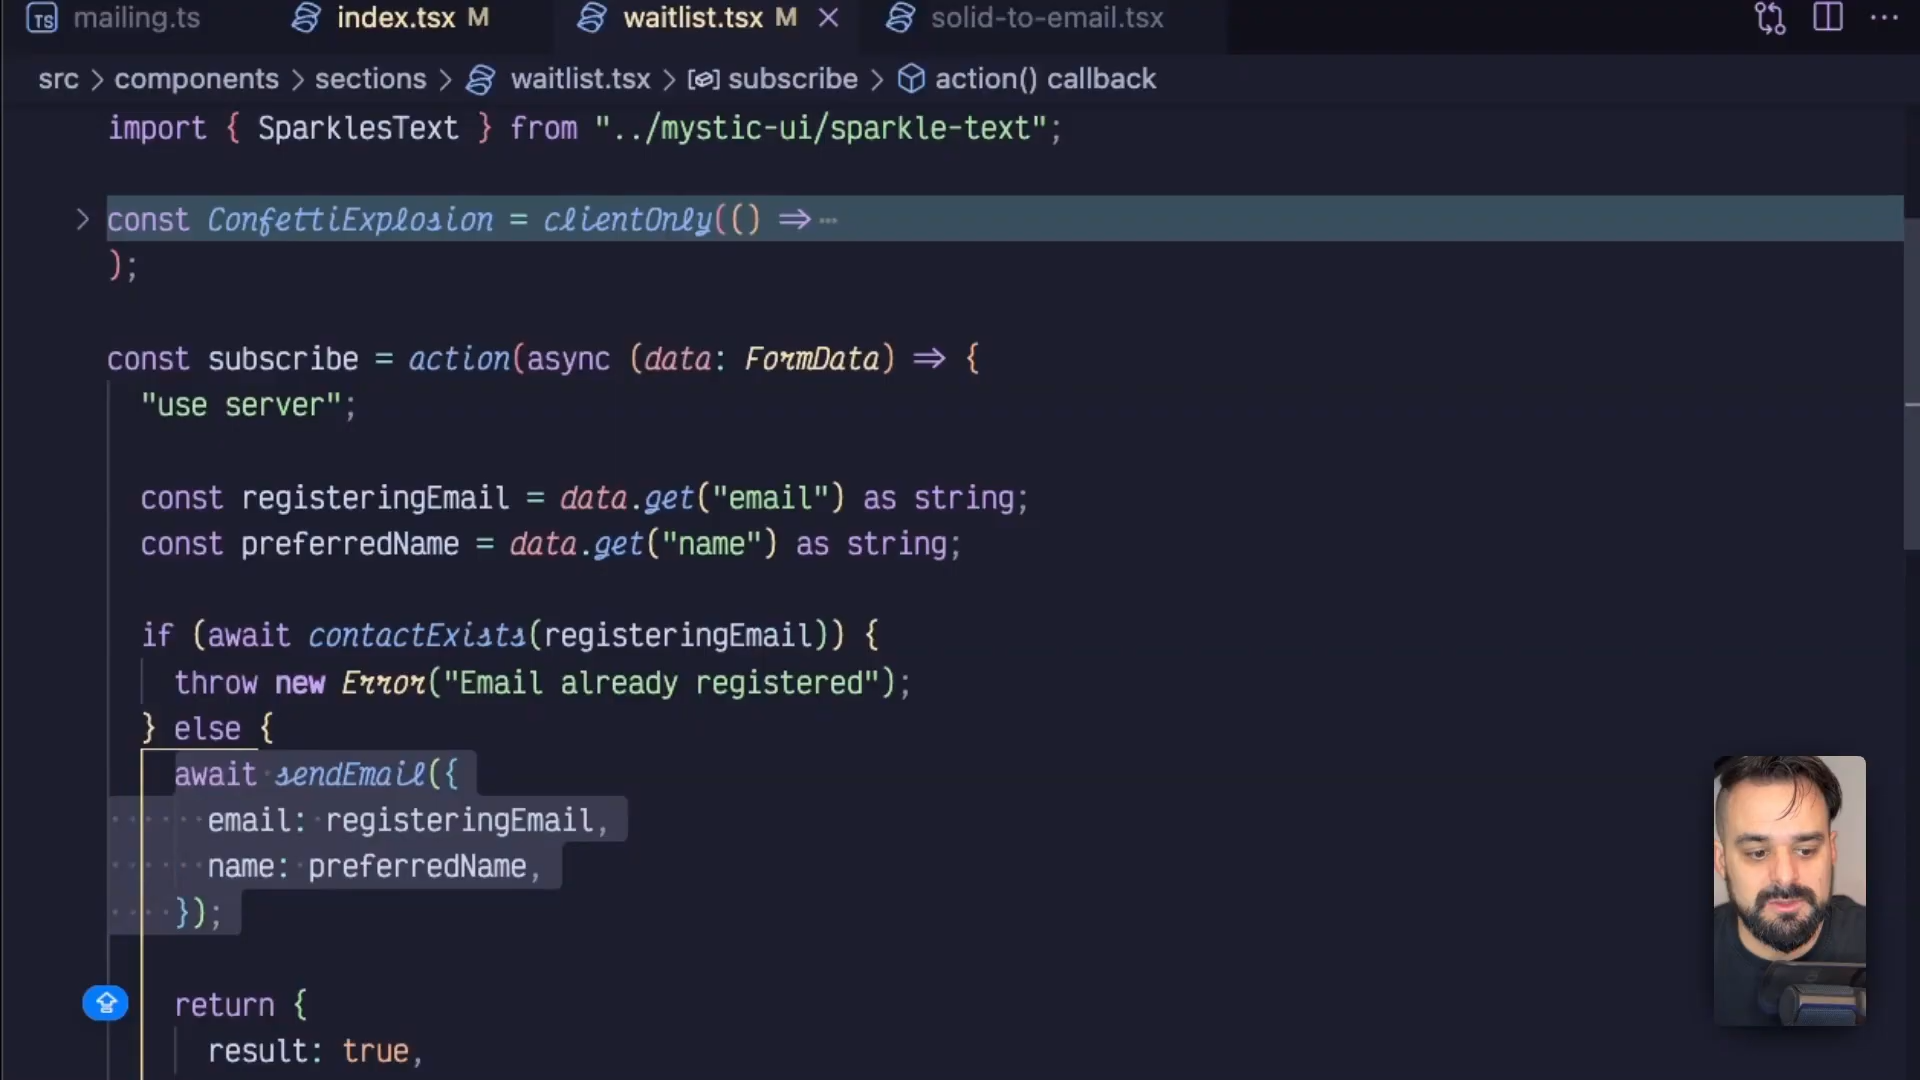 TS mailing.ts index.tsx M waitlist.tsx M solid-to-email.tsx
src > components > sections > waitlist.tsx > subscribe > action() callback
import { SparklesText } from "../mystic-ui/sparkle-text";
const ConfettiExplosion = clientOnly(() => ...
);
const subscribe = action(async (data: FormData) => {
"use server";
const registeringEmail = data.get("email") as string;
const preferredName = data.get("name") as string;
if (await contactExists(registeringEmail)) {
throw new Error("Email already registered");
} else {
await sendEmail({
email: registeringEmail,
name: preferredName,
});
return {
result: true,